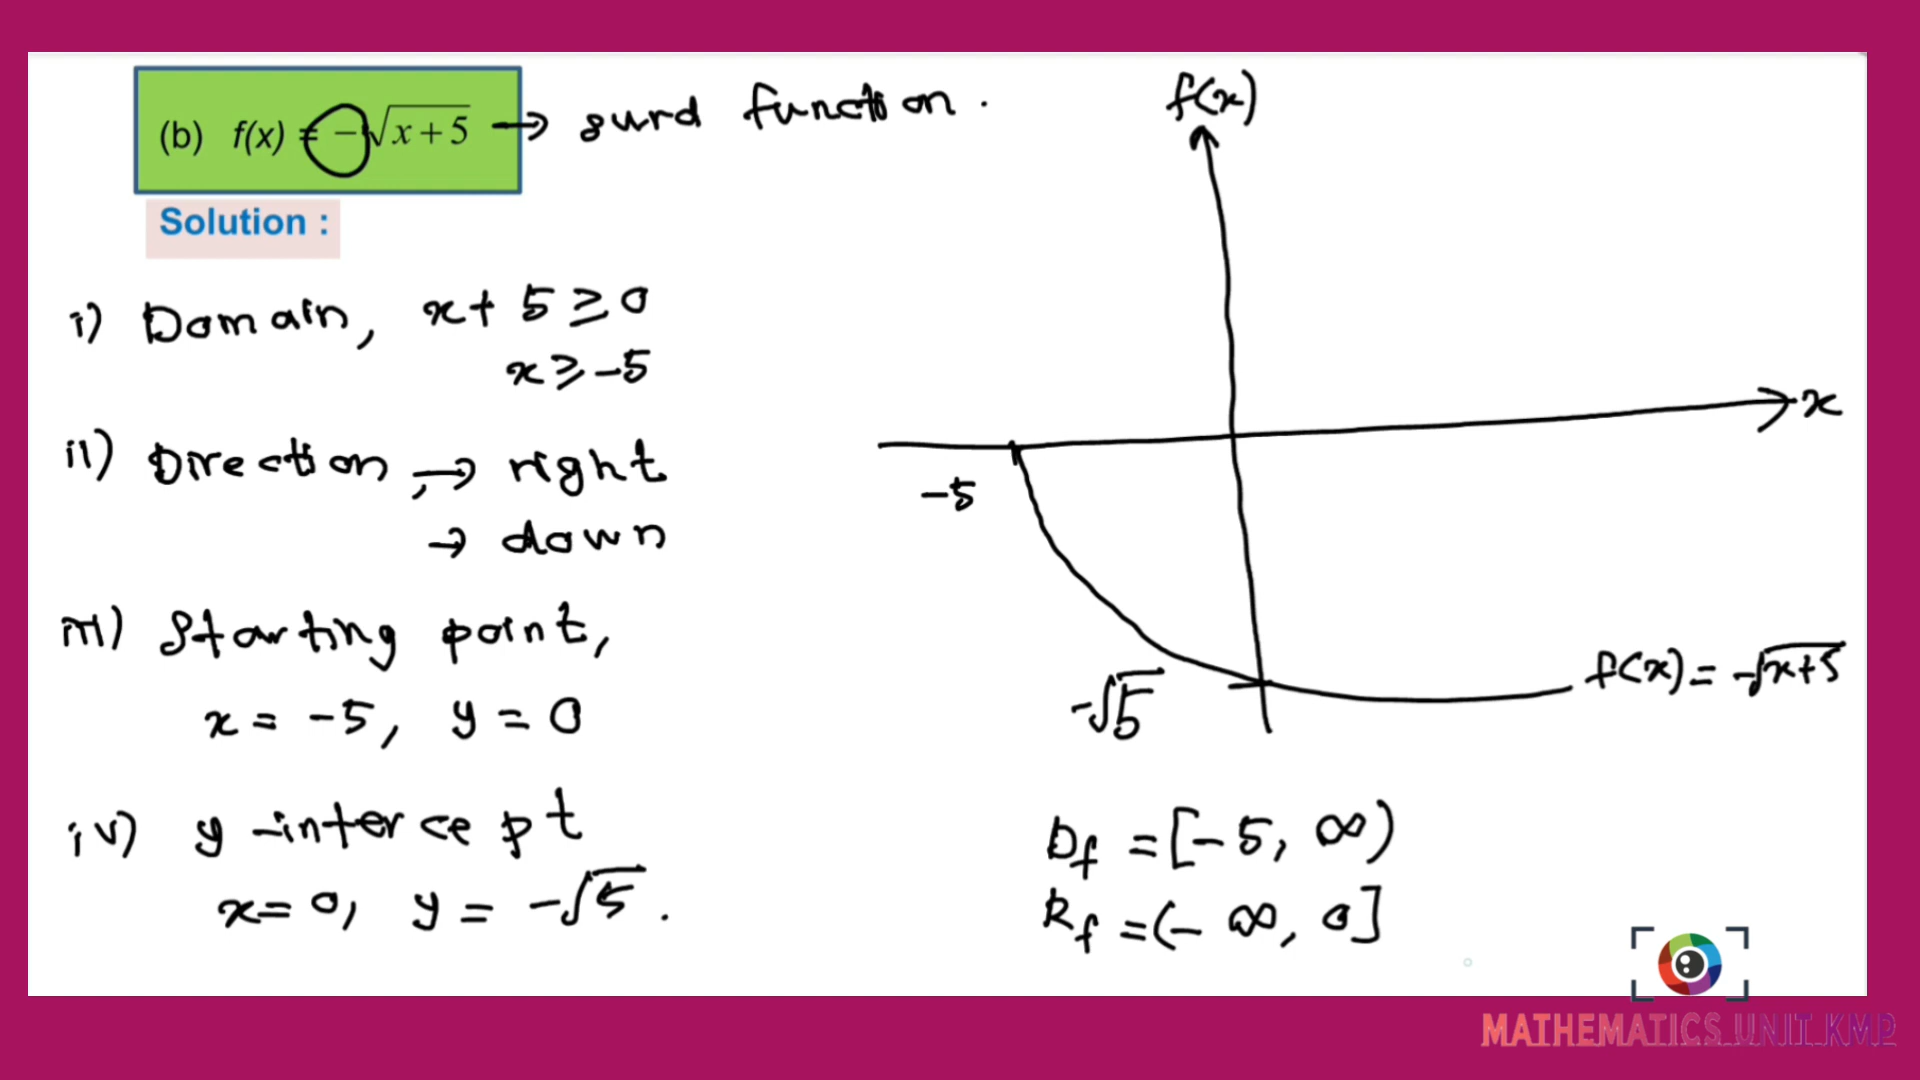 (b) f(x) = -√x + 5 → surd function.
Solution :
i) Domain, x + 5 ≥ 0
x ≥ -5
ii) Direction, → right
→ down
iii) Starting point,
x = -5, y = 0
iv) y-intercept
x = 0, y = -√5.
f(x)
x
-5
-√5
f(x) = -√x+5
Df = [-5, ∞)
Rf = (-∞, 0]
MATHEMATICS UNIT KMP